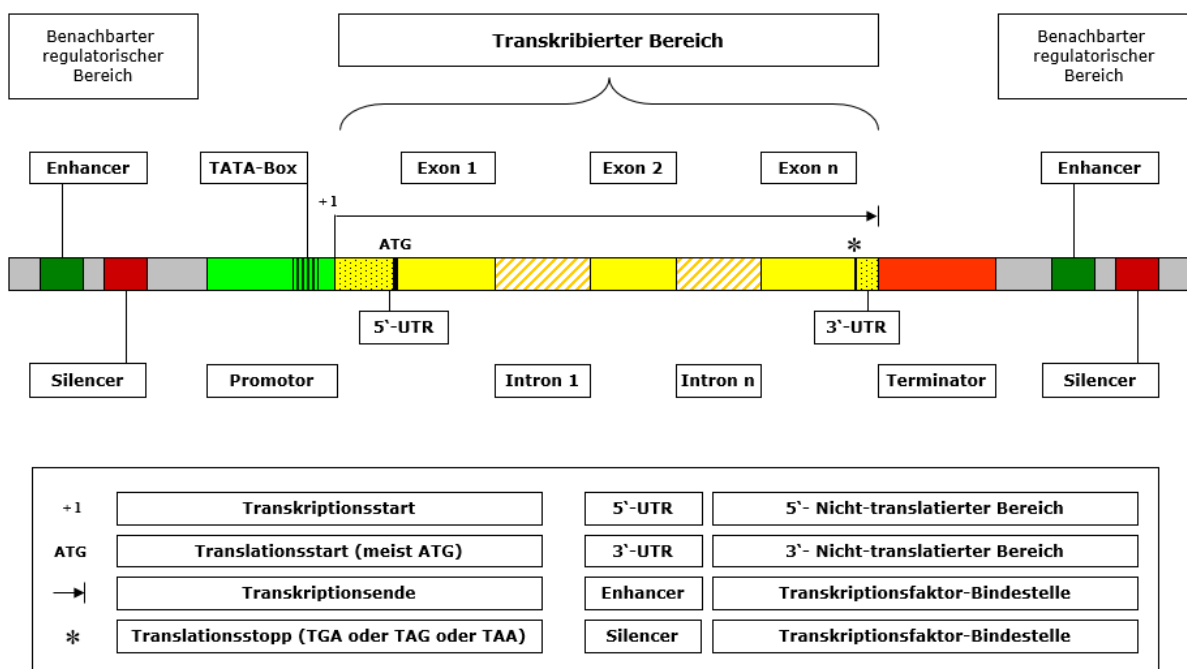 Benachbarter
regulatorischer
Bereich
Transkribierter Bereich
Benachbarter
regulatorischer
Bereich
Enhancer
TATA-Box
Exon 1
Exon 2
Exon n
Enhancer
+1
ATG
*
5`-UTR
3`-UTR
Silencer
Promotor
Intron 1
Intron n
Terminator
Silencer
+1
Transkriptionsstart
5`-UTR
5`- Nicht-translatierter Bereich
ATG
Translationsstart (meist ATG)
3`-UTR
3`- Nicht-translatierter Bereich
Transkriptionsende
Enhancer
Transkriptionsfaktor-Bindestelle
*
Translationsstopp (TGA oder TAG oder TAA)
Silencer
Transkriptionsfaktor-Bindestelle